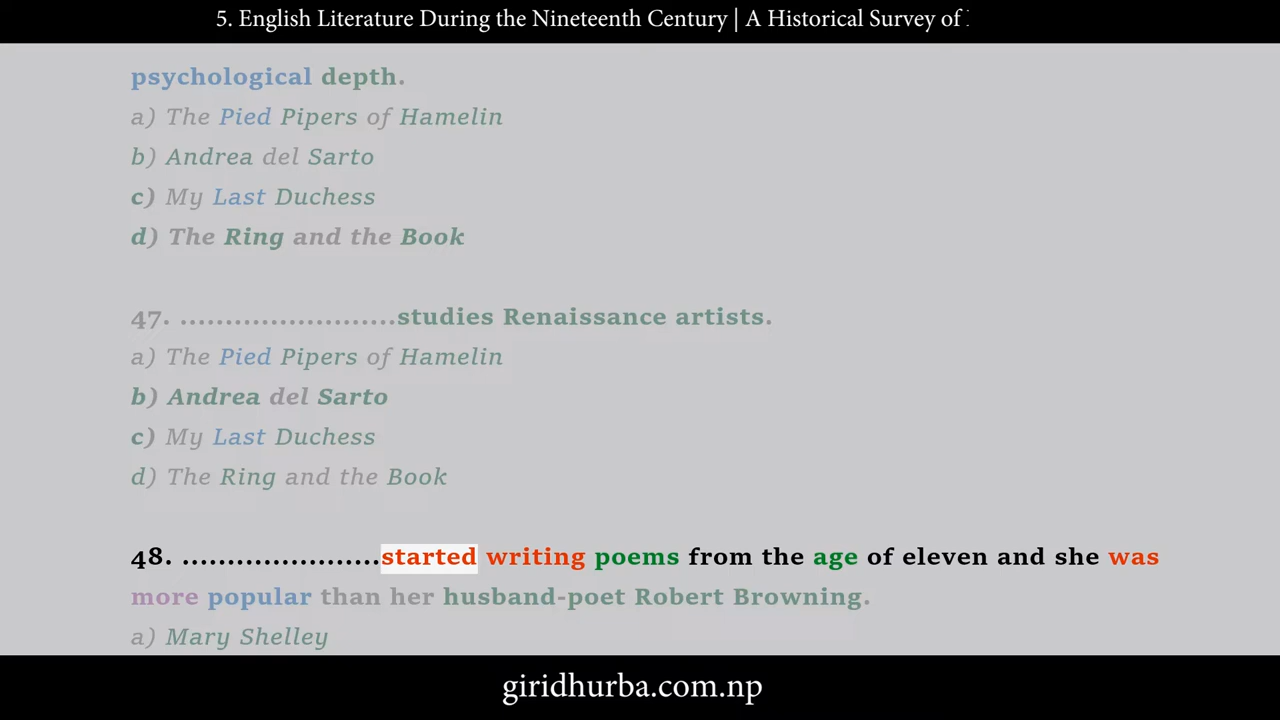 5. English Literature During the Nineteenth Century | A Historical Survey of
psychological depth.
a) The Pied Pipers of Hamelin
b) Andrea del Sarto
c) My Last Duchess
d) The Ring and the Book
47. ........................studies Renaissance artists.
a) The Pied Pipers of Hamelin
b) Andrea del Sarto
c) My Last Duchess
d) The Ring and the Book
48. ......................started writing poems from the age of eleven and she was
more popular than her husband-poet Robert Browning.
a) Mary Shelley
giridhurba.com.np